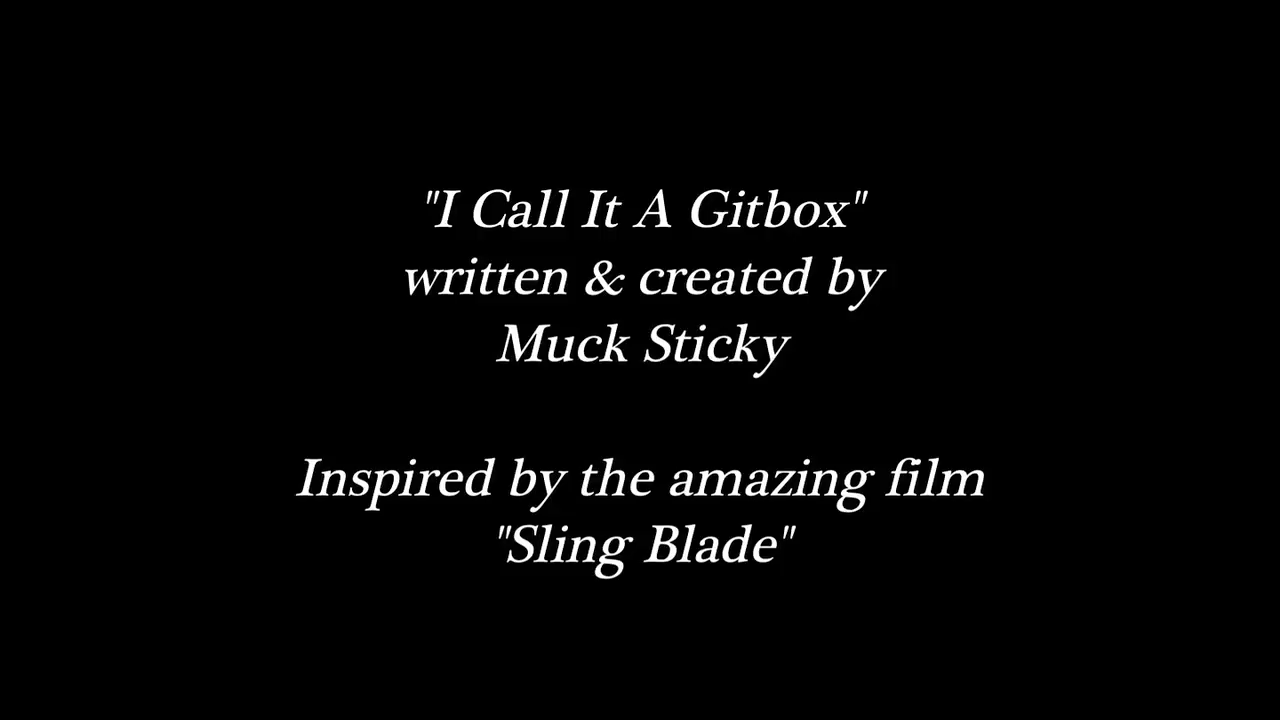 "I Call It A Gitbox"
written & created by
Muck Sticky
Inspired by the amazing film
"Sling Blade"